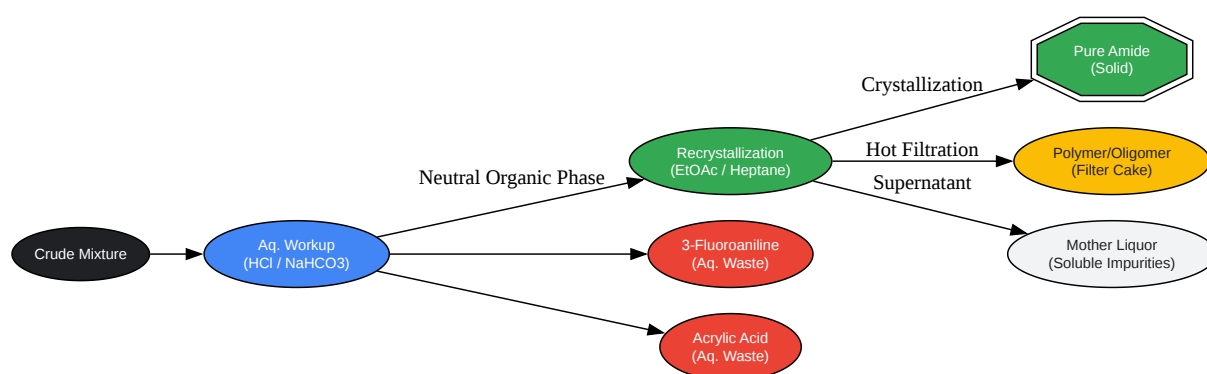 Pure Amide
(Solid)
Crystallization
Recrystallization
(EtOAc / Heptane)
Hot Filtration
Polymer/Oligomer
(Filter Cake)
Neutral Organic Phase
Supernatant
Crude Mixture
Aq. Workup
(HCl / NaHCO3)
3-Fluoroaniline
(Aq. Waste)
Mother Liquor
(Soluble Impurities)
Acrylic Acid
(Aq. Waste)